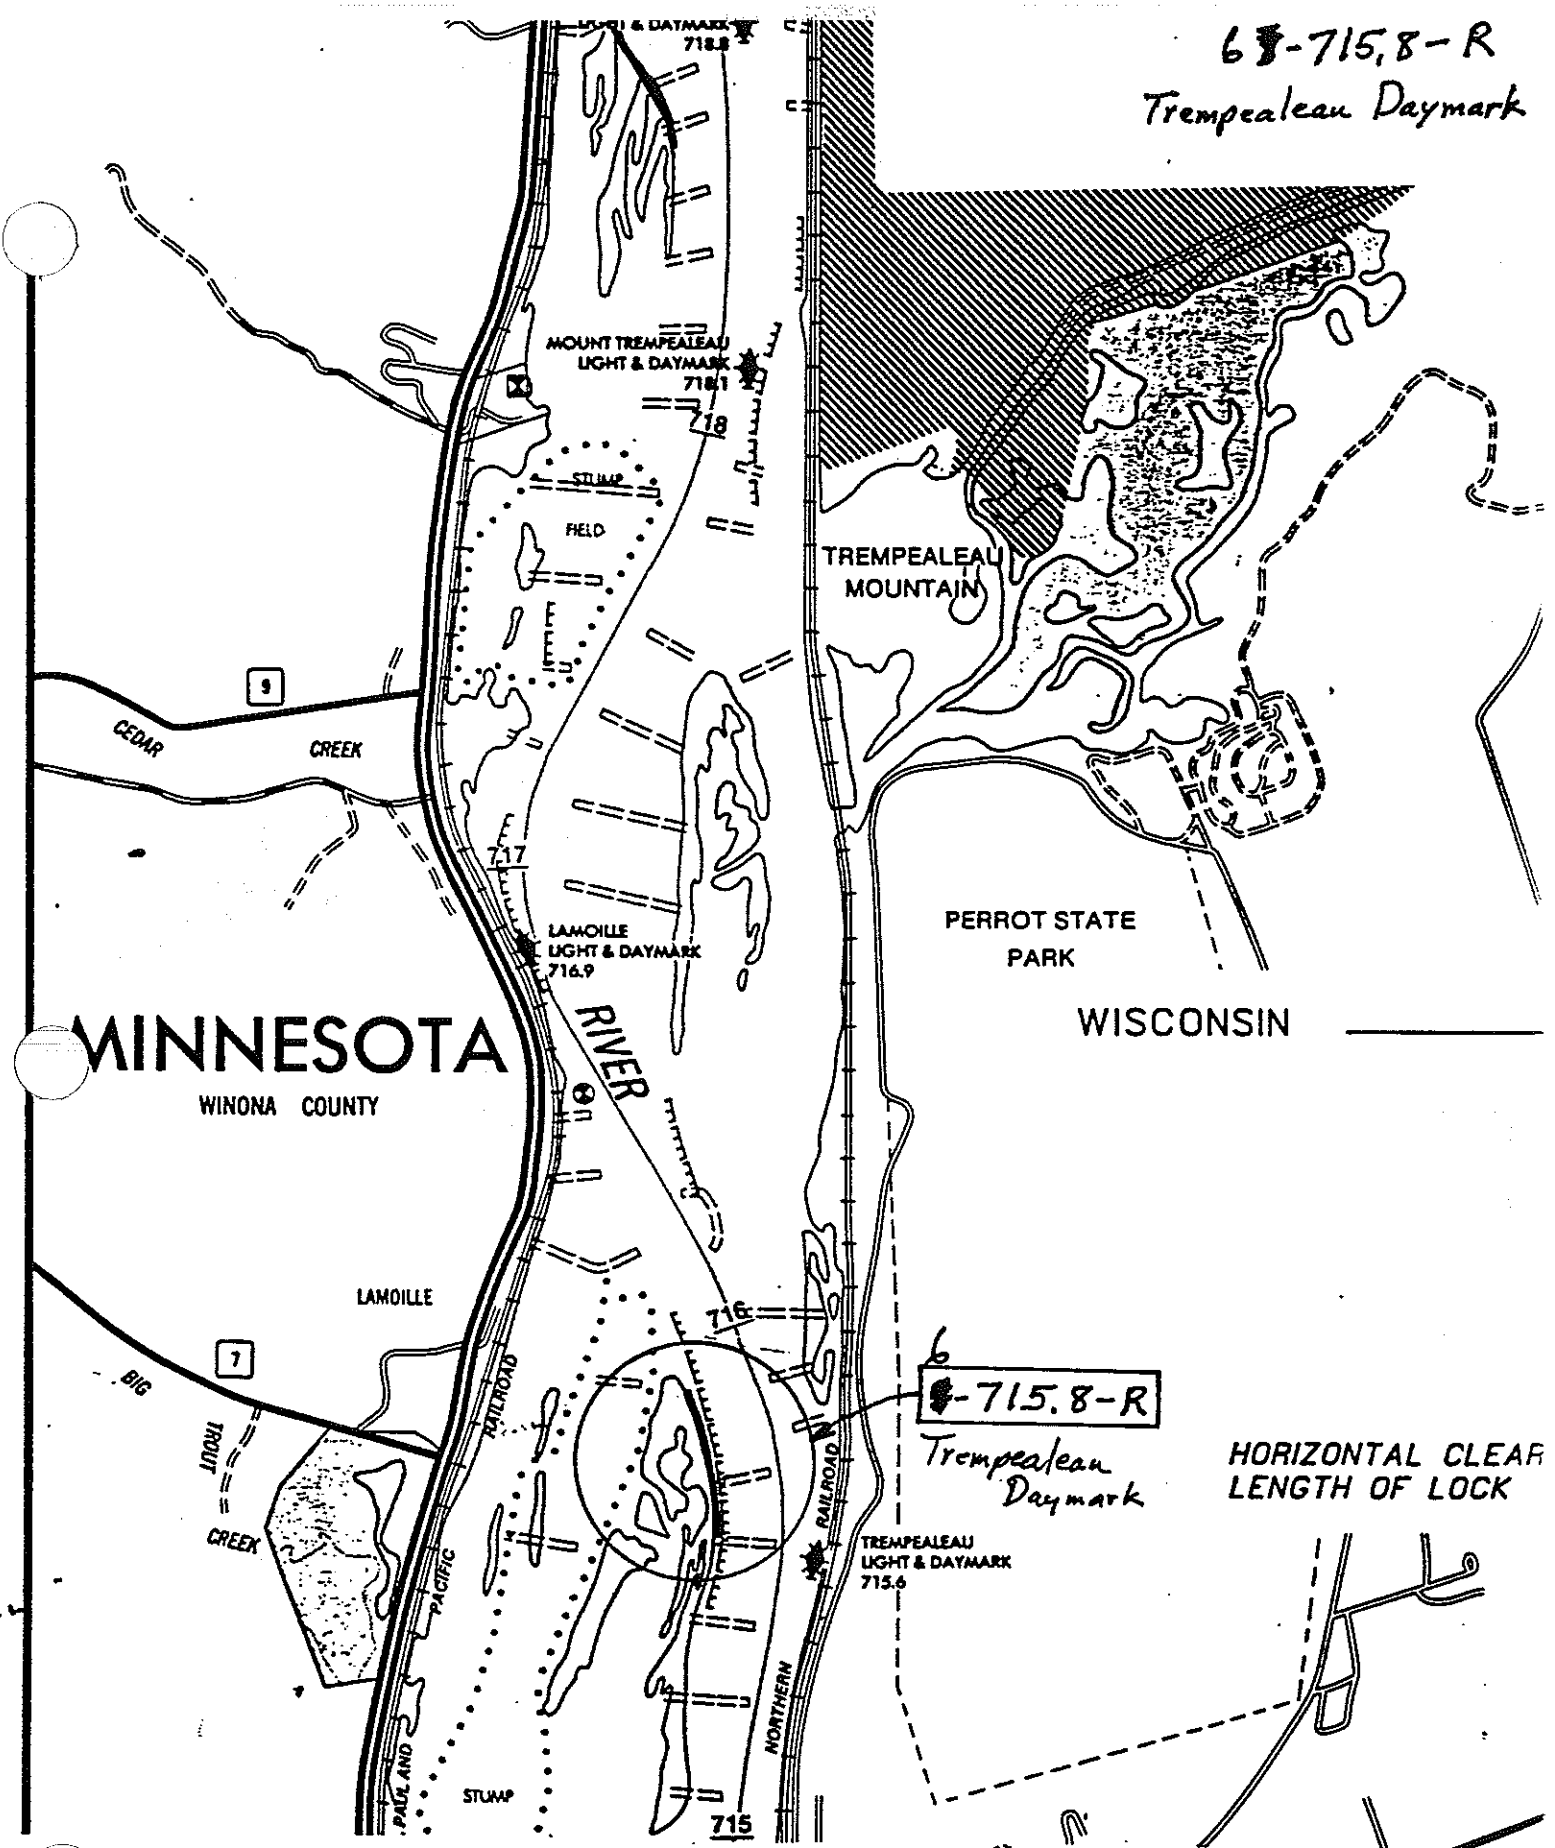 LIGHT & DAYMARK
718.8
6 -715.8-R
Trempealeau Daymark
MOUNT TREMPEALEAU
LIGHT & DAYMARK
718.1
718
STUMP
FIELD
TREMPEALEAU
MOUNTAIN
9
CEDAR CREEK
717
LAMOILLE
LIGHT & DAYMARK
716.9
PERROT STATE
PARK
MINNESOTA
WINONA COUNTY
RIVER
WISCONSIN
LAMOILLE
716
7
BIG
TROUT
CREEK
RAILROAD
6
-715.8-R
Trempealeau
Daymark
RAILROAD
HORIZONTAL CLEAR
LENGTH OF LOCK
TREMPEALEAU
LIGHT & DAYMARK
715.6
PACIFIC
NORTHERN
PAUL AND
STUMP
715